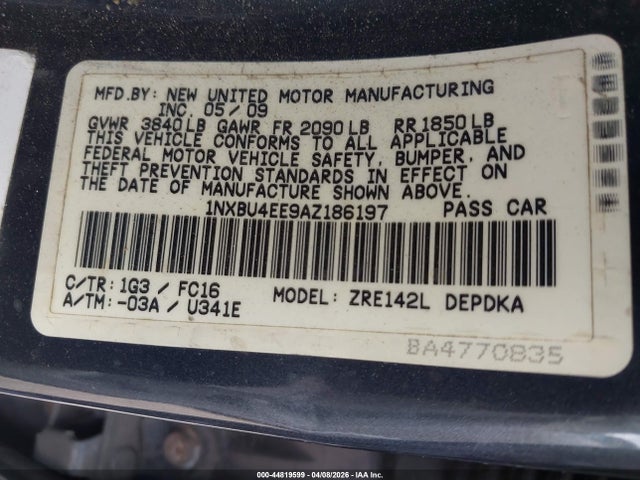 MFD.BY: NEW UNITED MOTOR MANUFACTURING
INC. 05/09
GVWR 3840LB GAWR FR 2090LB RR 1850LB
THIS VEHICLE CONFORMS TO ALL APPLICABLE
FEDERAL MOTOR VEHICLE SAFETY, BUMPER, AND
THEFT PREVENTION STANDARDS IN EFFECT ON
THE DATE OF MANUFACTURE SHOWN ABOVE.
1NXBU4EE9AZ186197 PASS CAR
C/TR: 1G3 / FC16
A/TM: -03A / U341E
MODEL: ZRE142L DEPDKA
BA4770835
000-44819599 | 04/08/2026 | IAA Inc.